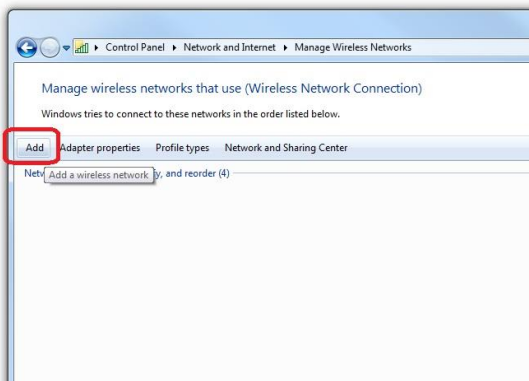 Control Panel Network and Internet Manage Wireless Networks
Manage wireless networks that use (Wireless Network Connection)
Windows tries to connect to these networks in the order listed below.
Add Adapter properties Profile types Network and Sharing Center
and reorder (4)
Add a wireless network